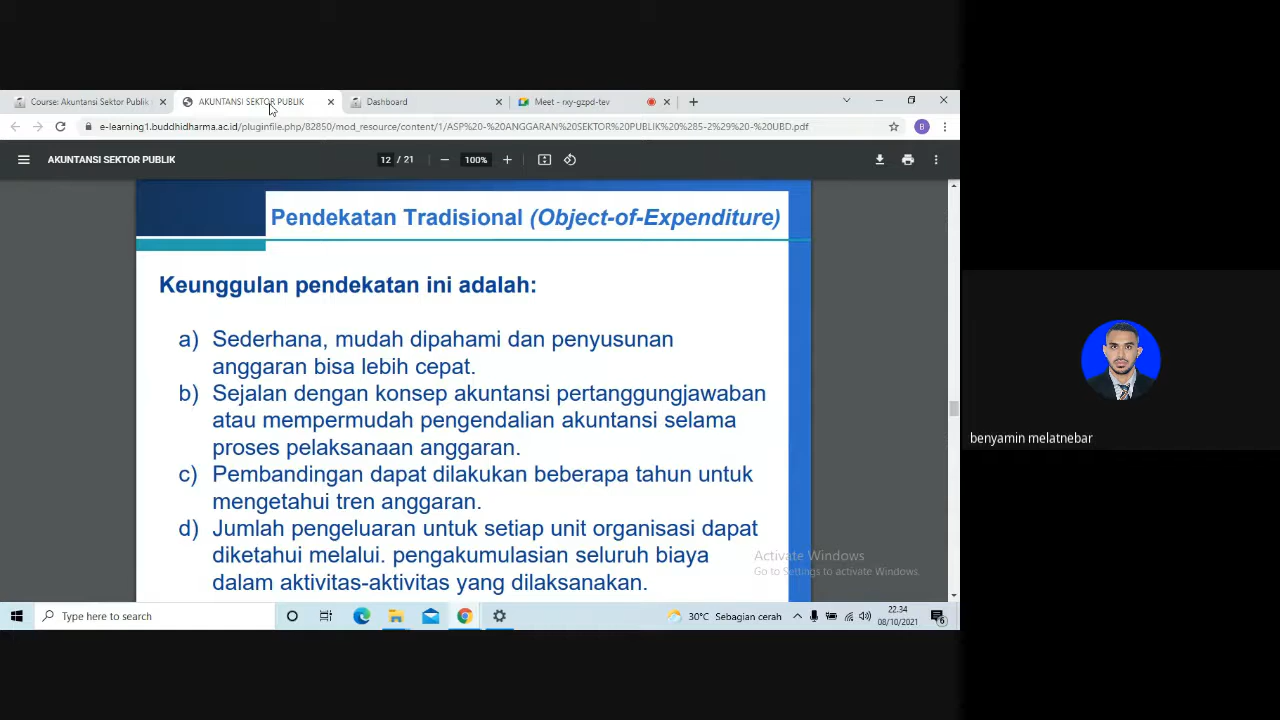 Course: Akuntansi Sektor Publik
AKUNTANSI SEKTOR PUBLIK
Dashboard
Meet - rxy-gzpd-tev
e-learning1.buddhidharma.ac.id/pluginfile.php/82850/mod_resource/content/1/ASP%20-%20ANGGARAN%20SEKTOR%20PUBLIK%20%285-2%29%20-%20UBD.pdf
B
AKUNTANSI SEKTOR PUBLIK
12 / 21
100%
Pendekatan Tradisional (Object-of-Expenditure)
Keunggulan pendekatan ini adalah:
a) Sederhana, mudah dipahami dan penyusunan
anggaran bisa lebih cepat.
b) Sejalan dengan konsep akuntansi pertanggungjawaban
atau mempermudah pengendalian akuntansi selama
proses pelaksanaan anggaran.
c) Pembandingan dapat dilakukan beberapa tahun untuk
mengetahui tren anggaran.
d) Jumlah pengeluaran untuk setiap unit organisasi dapat
diketahui melalui. pengakumulasian seluruh biaya
dalam aktivitas-aktivitas yang dilaksanakan.
Activate Windows
Go to Settings to activate Windows.
benyamin melatnebar
Type here to search
30°C Sebagian cerah
22.34
08/10/2021
6